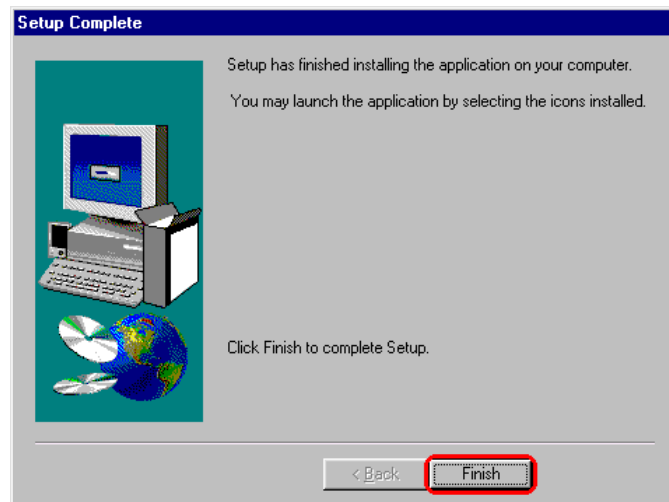 Setup Complete
Setup has finished installing the application on your computer.
You may launch the application by selecting the icons installed.
Click Finish to complete Setup.
< Back Finish